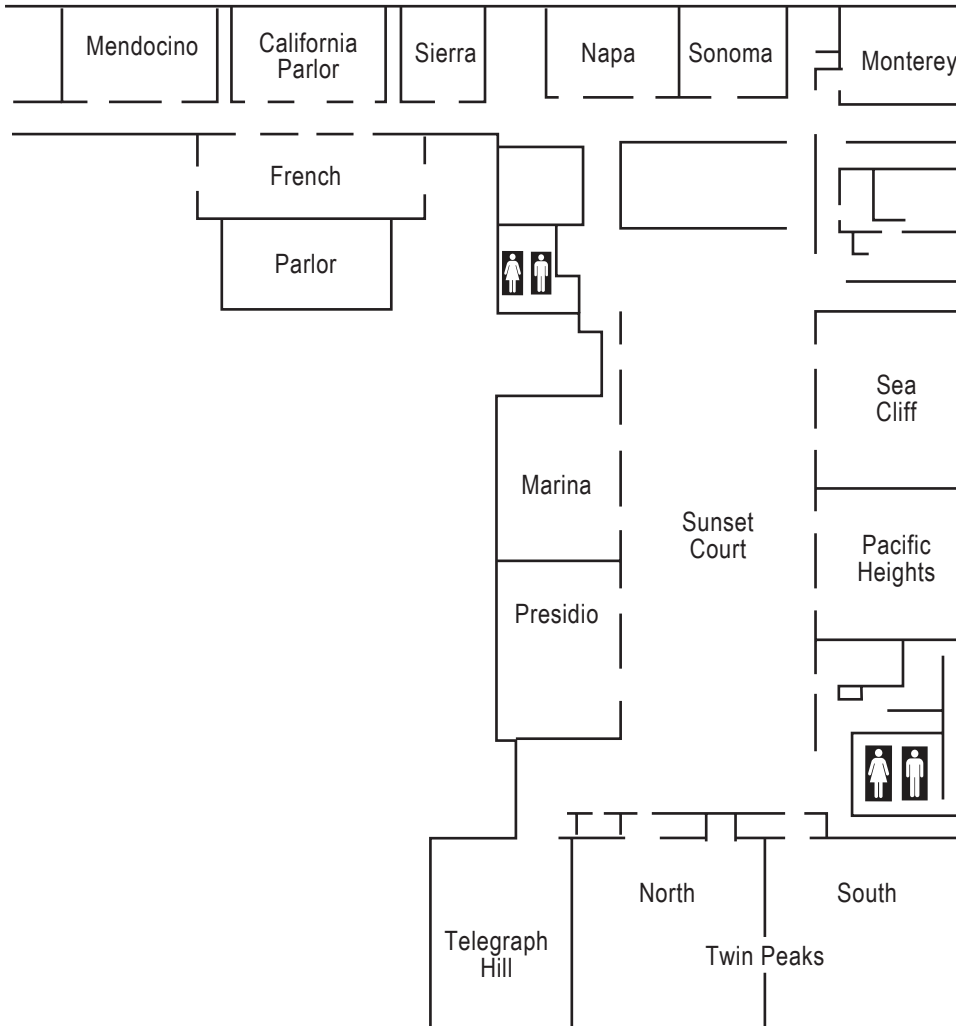 Mendocino
California
Parlor
Sierra
Napa
Sonoma
Monterey
French
Parlor
Sea
Cliff
Marina
Sunset
Court
Pacific
Heights
Presidio
North
South
Telegraph
Hill
Twin Peaks